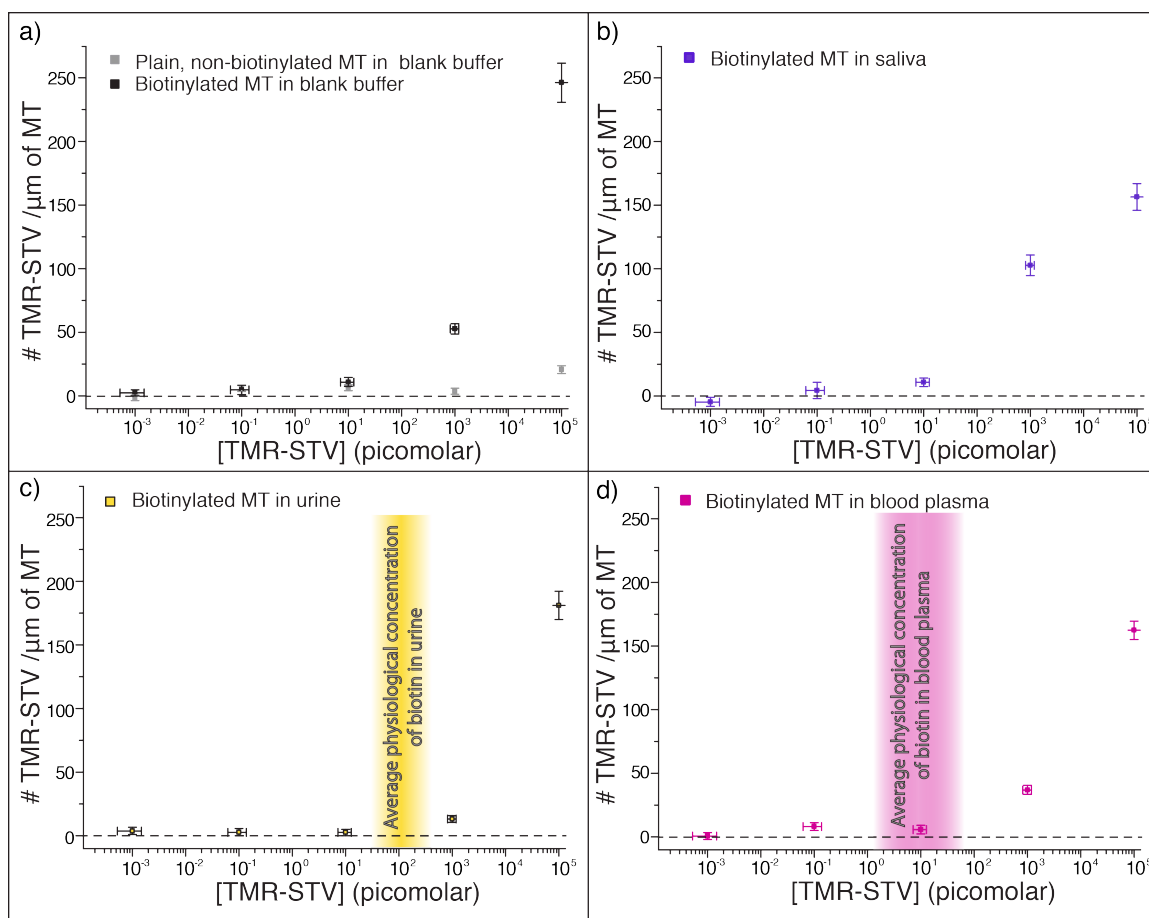 a)
Plain, non-biotinylated MT in blank buffer
Biotinylated MT in blank buffer
# TMR-STV /µm of MT
250
200
150
100
50
0
10⁻³ 10⁻² 10⁻¹ 10⁰ 10¹ 10² 10³ 10⁴ 10⁵
[TMR-STV] (picomolar)
b)
Biotinylated MT in saliva
# TMR-STV /µm of MT
250
200
150
100
50
0
10⁻³ 10⁻² 10⁻¹ 10⁰ 10¹ 10² 10³ 10⁴ 10⁵
[TMR-STV] (picomolar)
c)
Biotinylated MT in urine
# TMR-STV /µm of MT
250
200
150
100
50
0
Average physiological concentration
of biotin in urine
10⁻³ 10⁻² 10⁻¹ 10⁰ 10¹ 10² 10³ 10⁴ 10⁵
[TMR-STV] (picomolar)
d)
Biotinylated MT in blood plasma
# TMR-STV /µm of MT
250
200
150
100
50
0
Average physiological concentration
of biotin in blood plasma
10⁻³ 10⁻² 10⁻¹ 10⁰ 10¹ 10² 10³ 10⁴ 10⁵
[TMR-STV] (picomolar)